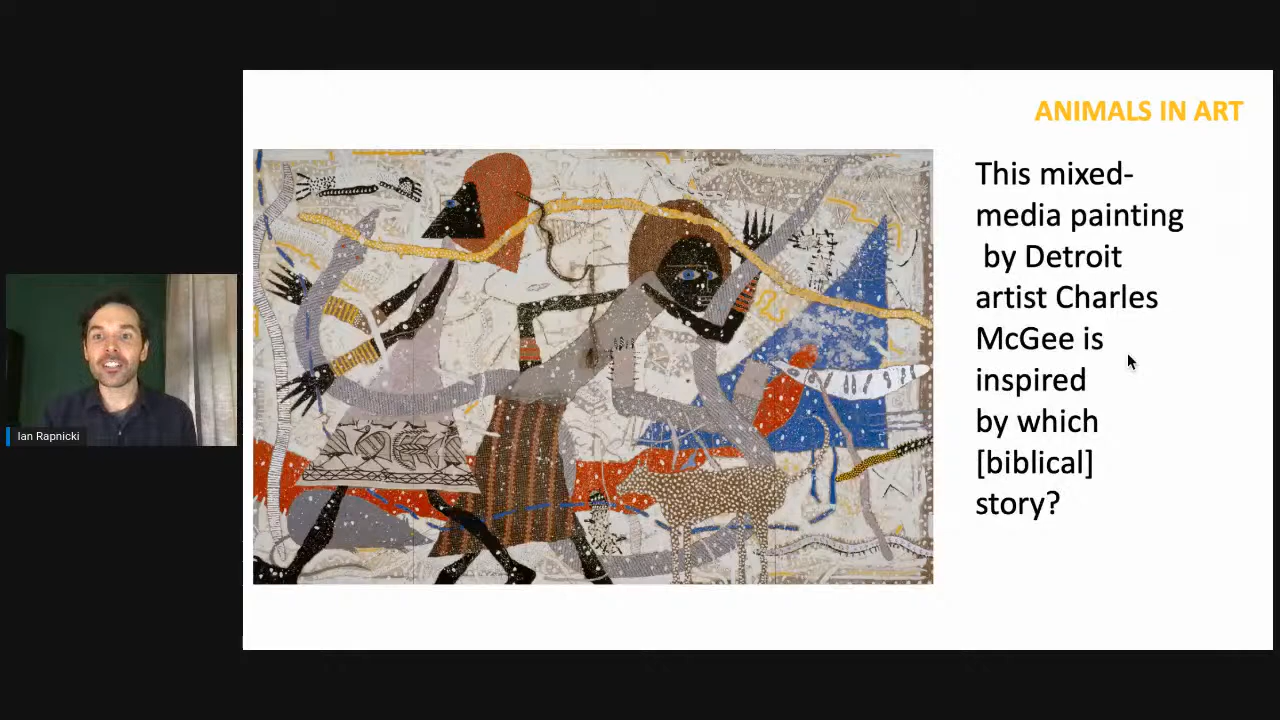 ANIMALS IN ART
This mixed-
media painting
by Detroit
artist Charles
McGee is
inspired
by which
[biblical]
story?
Ian Rapnicki